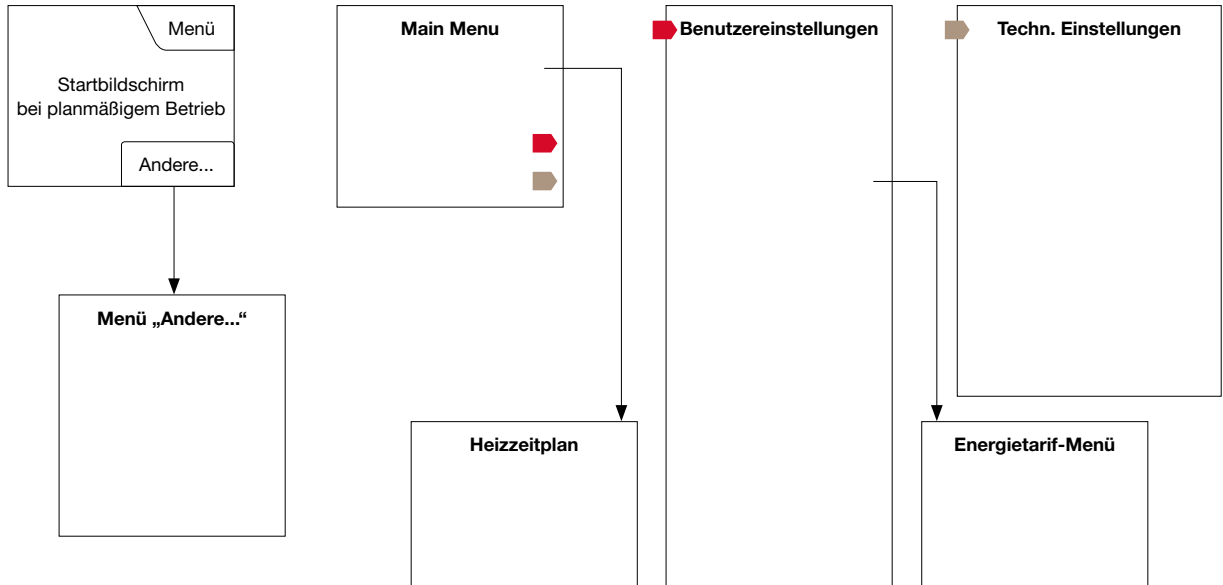 Menü
Startbildschirm
bei planmäßigem Betrieb
Andere...
Menü „Andere...“
Main Menu
Heizzeitplan
Benutzereinstellungen
Techn. Einstellungen
Energietarif-Menü